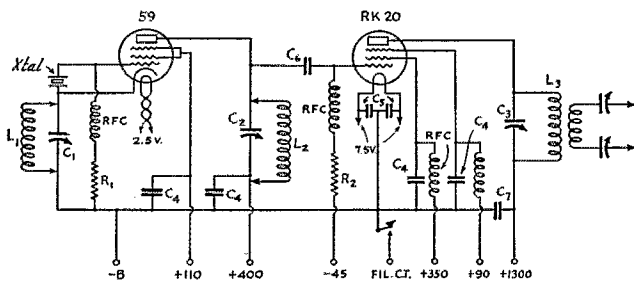 59
RK 20
Xtal
C6
L3
L1
C1
RFC
2.5 V.
C2
L2
RFC
C5
7.5V.
C4
RFC
C4
C3
R1
C4
C4
R2
C7
-B
+110
+400
-45
FIL.C.T.
+350
+90
+1300